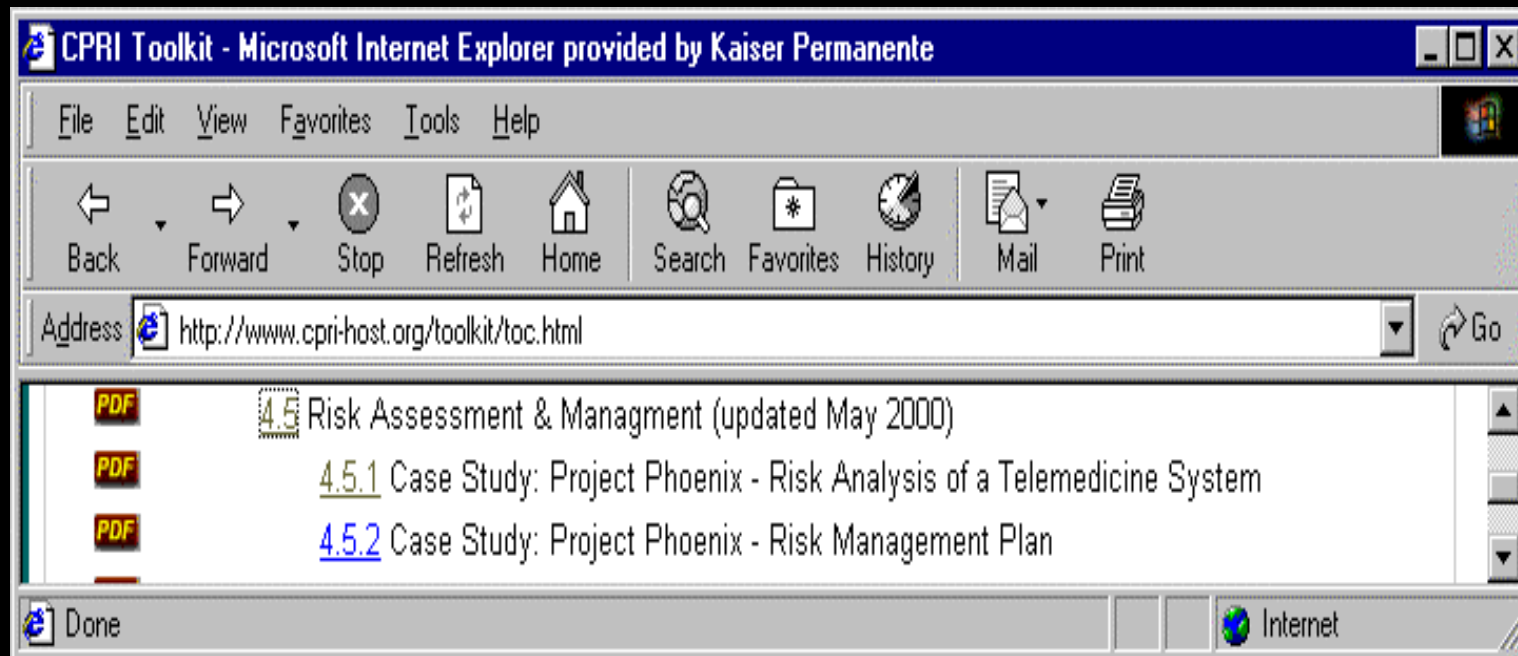 CPRI Toolkit - Microsoft Internet Explorer provided by Kaiser Permanente
File Edit View Favorites Tools Help
Back Forward Stop Refresh Home Search Favorites History Mail Print
Address http://www.cpri-host.org/toolkit/toc.html Go
PDF 4.5 Risk Assessment & Managment (updated May 2000)
PDF 4.5.1 Case Study: Project Phoenix - Risk Analysis of a Telemedicine System
PDF 4.5.2 Case Study: Project Phoenix - Risk Management Plan
Done Internet